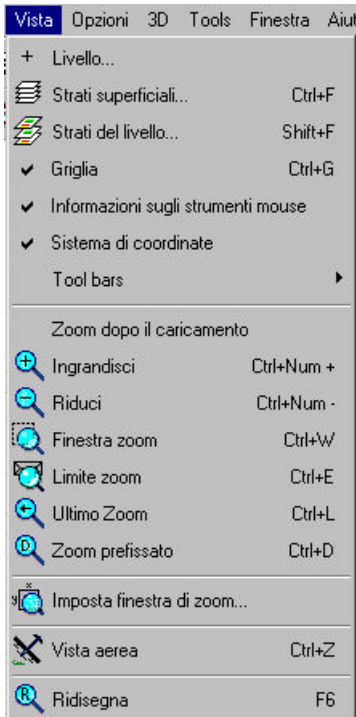 Vista Opzioni 3D Tools Finestra Aiut
+ Livello...
Strati superficiali... Ctrl+F
Strati del livello... Shift+F
Griglia Ctrl+G
Informazioni sugli strumenti mouse
Sistema di coordinate
Tool bars
Zoom dopo il caricamento
Ingrandisci Ctrl+Num +
Riduci Ctrl+Num -
Finestra zoom Ctrl+W
Limite zoom Ctrl+E
Ultimo Zoom Ctrl+L
D Zoom prefissato Ctrl+D
y x Imposta finestra di zoom...
Vista aerea Ctrl+Z
R Ridisegna F6